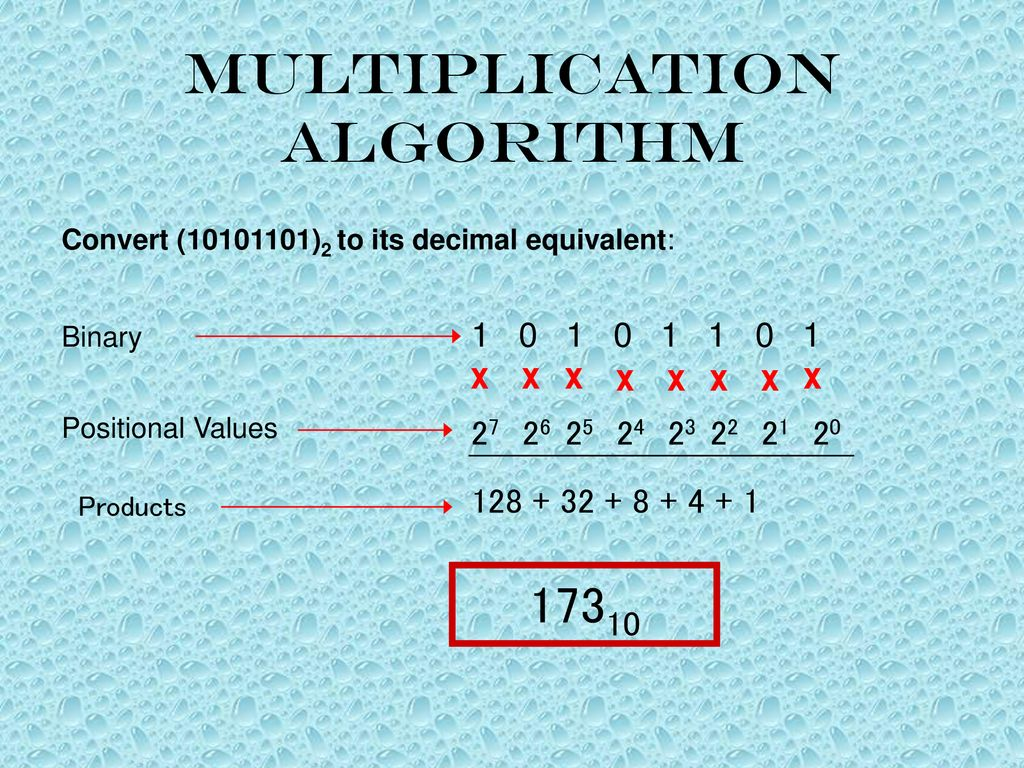 MULTIPLICATION
ALGORITHM
Convert (10101101)₂ to its decimal equivalent:
Binary 1 0 1 0 1 1 0 1
x x x x x x x x
Positional Values 2⁷ 2⁶ 2⁵ 2⁴ 2³ 2² 2¹ 2⁰
Products 128 + 32 + 8 + 4 + 1
173₁₀